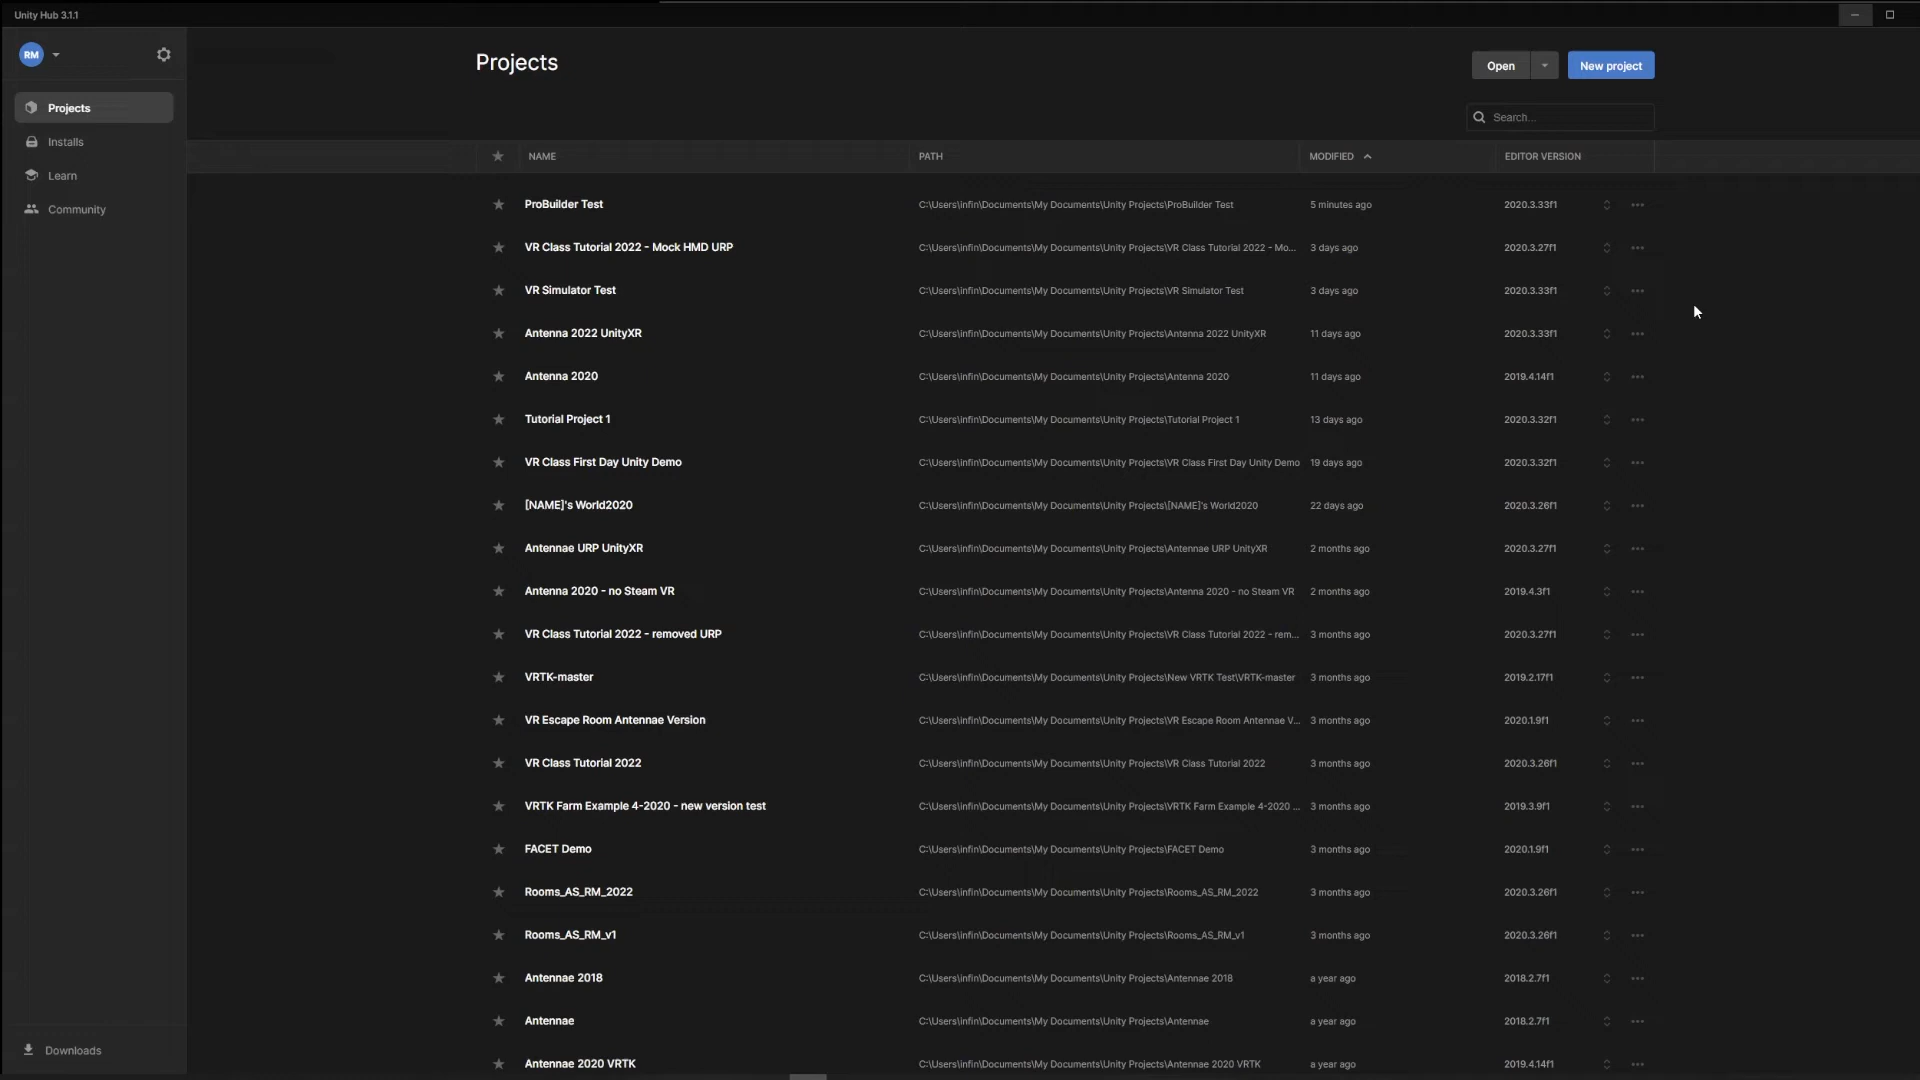 Unity Hub 3.1.1
RM
Projects
Open
New project
Projects
Installs
Learn
Community
Search...
NAME PATH MODIFIED EDITOR VERSION
ProBuilder Test C:\Users\infin\Documents\My Documents\Unity Projects\ProBuilder Test 5 minutes ago 2020.3.33f1
VR Class Tutorial 2022 - Mock HMD URP C:\Users\infin\Documents\My Documents\Unity Projects\VR Class Tutorial 2022 - Mo... 3 days ago 2020.3.27f1
VR Simulator Test C:\Users\infin\Documents\My Documents\Unity Projects\VR Simulator Test 3 days ago 2020.3.33f1
Antenna 2022 UnityXR C:\Users\infin\Documents\My Documents\Unity Projects\Antenna 2022 UnityXR 11 days ago 2020.3.33f1
Antenna 2020 C:\Users\infin\Documents\My Documents\Unity Projects\Antenna 2020 11 days ago 2019.4.14f1
Tutorial Project 1 C:\Users\infin\Documents\My Documents\Unity Projects\Tutorial Project 1 13 days ago 2020.3.32f1
VR Class First Day Unity Demo C:\Users\infin\Documents\My Documents\Unity Projects\VR Class First Day Unity Demo 19 days ago 2020.3.32f1
[NAME]'s World2020 C:\Users\infin\Documents\My Documents\Unity Projects\[NAME]'s World2020 22 days ago 2020.3.26f1
Antennae URP UnityXR C:\Users\infin\Documents\My Documents\Unity Projects\Antennae URP UnityXR 2 months ago 2020.3.27f1
Antenna 2020 - no Steam VR C:\Users\infin\Documents\My Documents\Unity Projects\Antenna 2020 - no Steam VR 2 months ago 2019.4.3f1
VR Class Tutorial 2022 - removed URP C:\Users\infin\Documents\My Documents\Unity Projects\VR Class Tutorial 2022 - rem... 3 months ago 2020.3.27f1
VRTK-master C:\Users\infin\Documents\My Documents\Unity Projects\New VRTK Test\VRTK-master 3 months ago 2019.2.17f1
VR Escape Room Antennae Version C:\Users\infin\Documents\My Documents\Unity Projects\VR Escape Room Antennae V... 3 months ago 2020.1.9f1
VR Class Tutorial 2022 C:\Users\infin\Documents\My Documents\Unity Projects\VR Class Tutorial 2022 3 months ago 2020.3.26f1
VRTK Farm Example 4-2020 - new version test C:\Users\infin\Documents\My Documents\Unity Projects\VRTK Farm Example 4-2020 ... 3 months ago 2019.3.9f1
FACET Demo C:\Users\infin\Documents\My Documents\Unity Projects\FACET Demo 3 months ago 2020.1.9f1
Rooms_AS_RM_2022 C:\Users\infin\Documents\My Documents\Unity Projects\Rooms_AS_RM_2022 3 months ago 2020.3.26f1
Rooms_AS_RM_v1 C:\Users\infin\Documents\My Documents\Unity Projects\Rooms_AS_RM_v1 3 months ago 2020.3.26f1
Antennae 2018 C:\Users\infin\Documents\My Documents\Unity Projects\Antennae 2018 a year ago 2018.2.7f1
Antennae C:\Users\infin\Documents\My Documents\Unity Projects\Antennae a year ago 2018.2.7f1
Antennae 2020 VRTK C:\Users\infin\Documents\My Documents\Unity Projects\Antennae 2020 VRTK a year ago 2019.4.14f1
Downloads